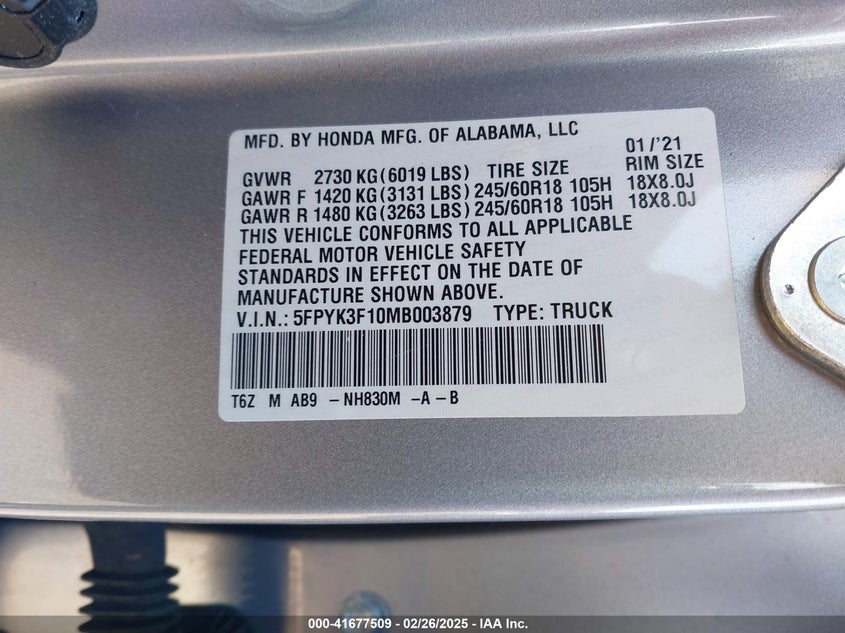 MFD. BY HONDA MFG. OF ALABAMA, LLC
01/'21
GVWR 2730 KG(6019 LBS) TIRE SIZE RIM SIZE
GAWR F 1420 KG(3131 LBS) 245/60R18 105H 18X8.0J
GAWR R 1480 KG(3263 LBS) 245/60R18 105H 18X8.0J
THIS VEHICLE CONFORMS TO ALL APPLICABLE
FEDERAL MOTOR VEHICLE SAFETY
STANDARDS IN EFFECT ON THE DATE OF
MANUFACTURE SHOWN ABOVE.
V.I.N.: 5FPYK3F10MB003879 TYPE: TRUCK
T6Z M AB9 -NH830M -A-B
000-41677509 - 02/26/2025 - IAA Inc.